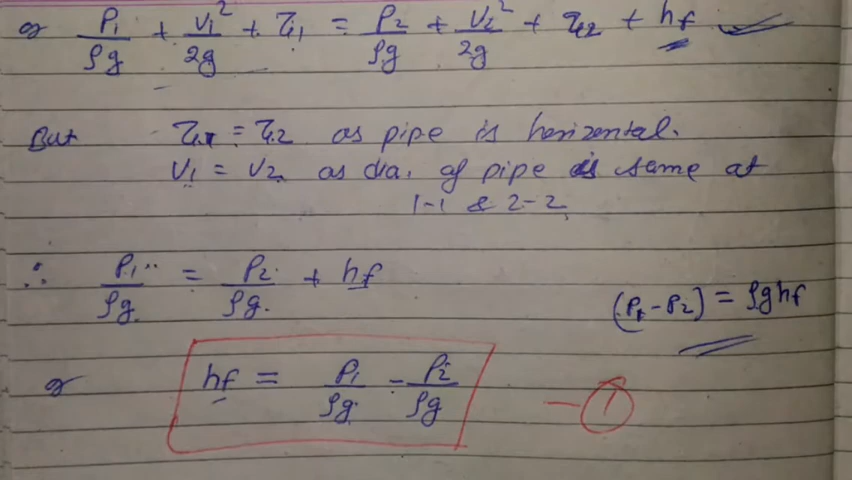 or P1/ρg + V1²/2g + Z1 = P2/ρg + V2²/2g + Z2 + hf
But Z1 = Z2 as pipe is horizontal.
V1 = V2 as dia. of pipe is same at
1-1 & 2-2
∴ P1/ρg = P2/ρg + hf
(P1 - P2) = ρghf
or hf = P1/ρg - P2/ρg — ①